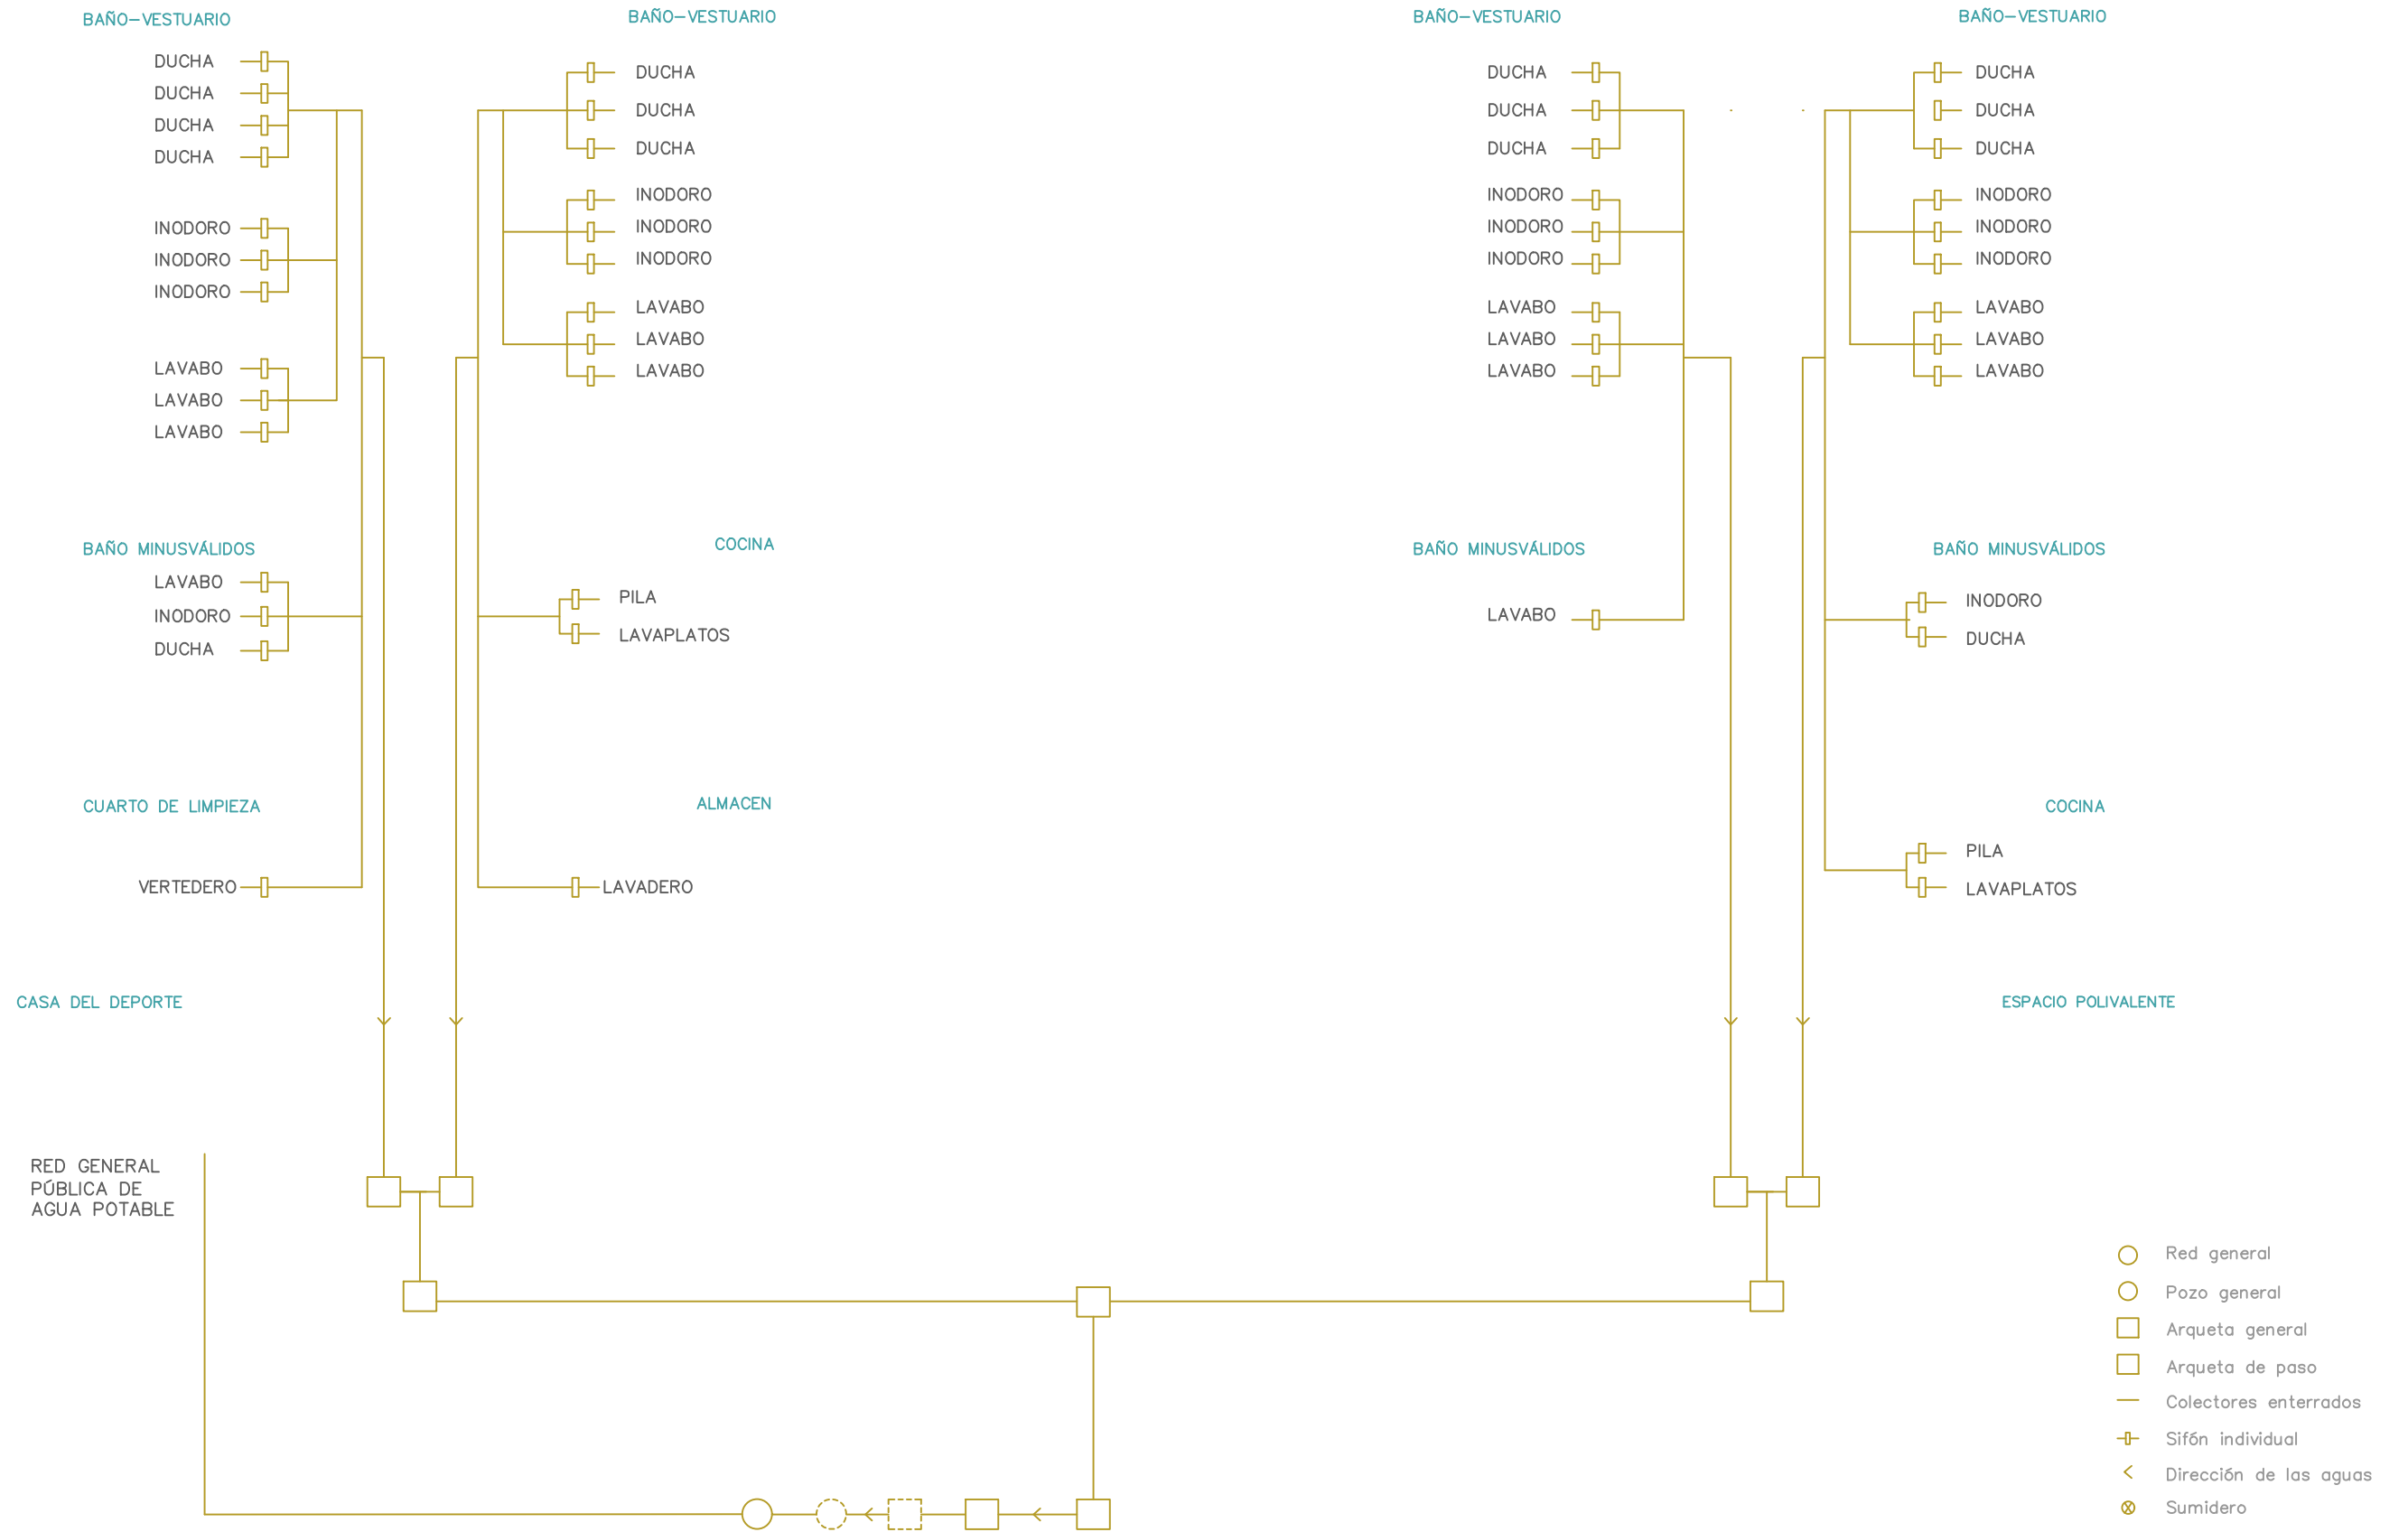 BAÑO-VESTUARIO
DUCHA
DUCHA
DUCHA
DUCHA
INODORO
INODORO
INODORO
LAVABO
LAVABO
LAVABO
BAÑO MINUSVÁLIDOS
LAVABO
INODORO
DUCHA
CUARTO DE LIMPIEZA
VERTEDERO
BAÑO-VESTUARIO
DUCHA
DUCHA
DUCHA
INODORO
INODORO
INODORO
LAVABO
LAVABO
LAVABO
COCINA
PILA
LAVAPLATOS
ALMACEN
LAVADERO
CASA DEL DEPORTE
BAÑO-VESTUARIO
DUCHA
DUCHA
DUCHA
INODORO
INODORO
INODORO
LAVABO
LAVABO
LAVABO
BAÑO MINUSVÁLIDOS
LAVABO
BAÑO-VESTUARIO
DUCHA
DUCHA
DUCHA
INODORO
INODORO
INODORO
LAVABO
LAVABO
LAVABO
BAÑO MINUSVÁLIDOS
INODORO
DUCHA
COCINA
PILA
LAVAPLATOS
ESPACIO POLIVALENTE
RED GENERAL
PÚBLICA DE
AGUA POTABLE
Red general
Pozo general
Arqueta general
Arqueta de paso
Colectores enterrados
Sifón individual
Dirección de las aguas
Sumidero